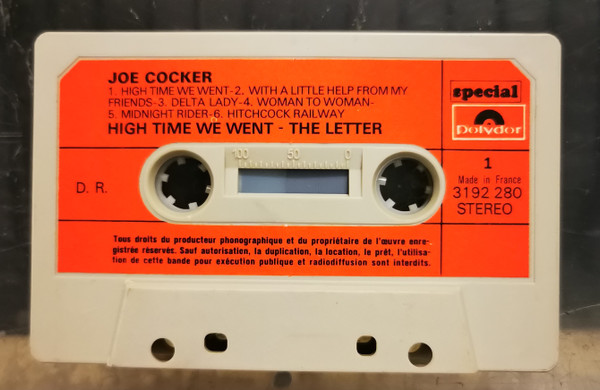 JOE COCKER
1. HIGH TIME WE WENT-2. WITH A LITTLE HELP FROM MY
FRIENDS-3. DELTA LADY-4. WOMAN TO WOMAN-
5. MIDNIGHT RIDER-6. HITCHCOCK RAILWAY
HIGH TIME WE WENT - THE LETTER
special
polydor
100 50 0
D. R.
1
Made in France
3192 280
STEREO
Tous droits du producteur phonographique et du propriétaire de l'œuvre enre-
gistrée réservés. Sauf autorisation, la duplication, la location, le prêt, l'utilisa-
tion de cette bande pour exécution publique et radiodiffusion sont interdits.